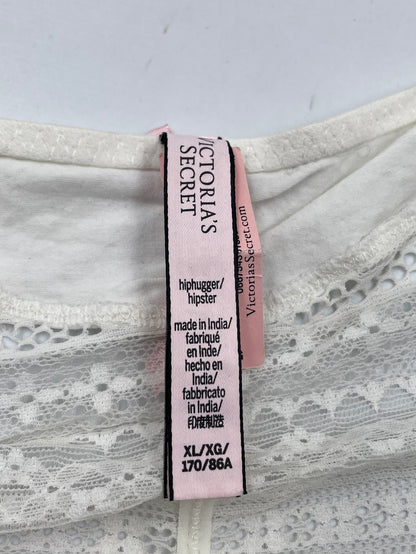 VICTORIA'S
SECRET
hiphugger/
hipster
made in India/
fabriqué
en Inde/
hecho en
India/
fabbricato
in India/
印度制造
XL/XG/
170/86A
VictoriasSecret.com